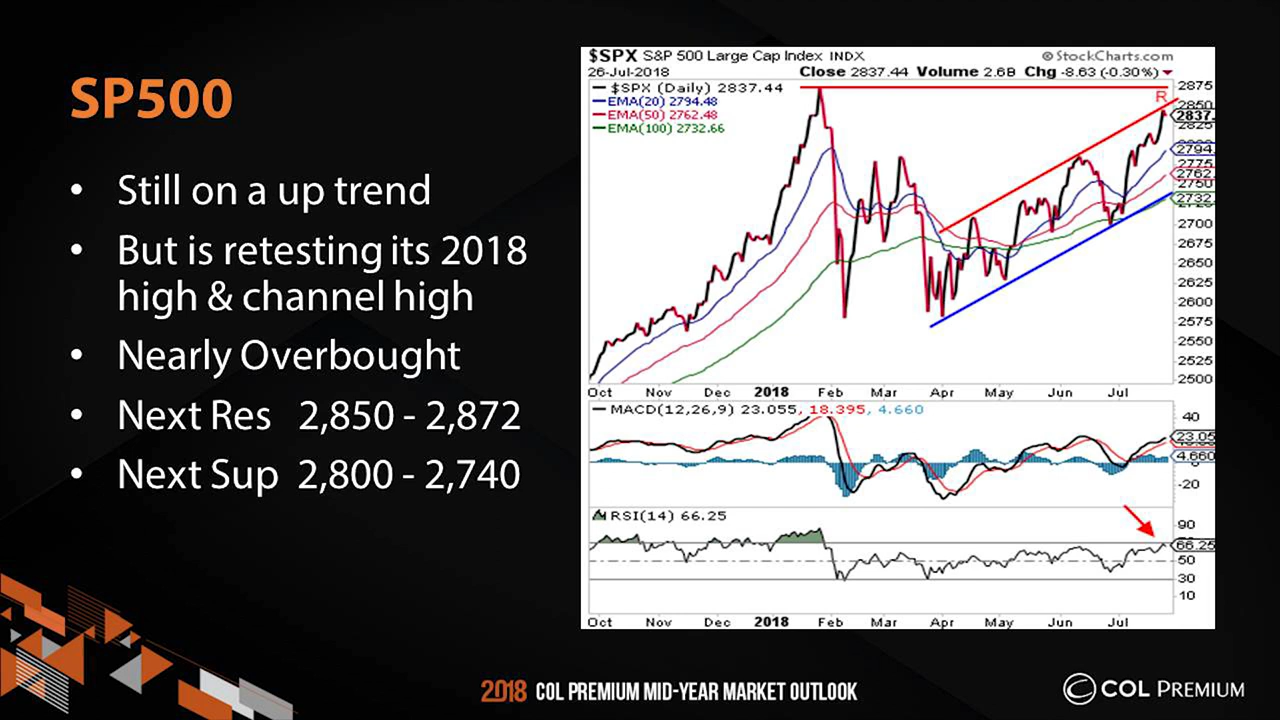 SP500
• Still on a up trend
• But is retesting its 2018
high & channel high
• Nearly Overbought
• Next Res 2,850 - 2,872
• Next Sup 2,800 - 2,740
$SPX S&P 500 Large Cap Index INDX
© StockCharts.com
26-Jul-2018
Close 2837.44 Volume 2.6B Chg -8.63 (-0.30%)
$SPX (Daily) 2837.44
EMA(20) 2794.48
EMA(50) 2762.48
EMA(100) 2732.66
R
2875
2850
2837.
2825
2794.
2775
2762.
2750
2732.
2700
2675
2650
2625
2600
2575
2550
2525
2500
Oct Nov Dec 2018 Feb Mar Apr May Jun Jul
MACD(12,26,9) 23.055, 18.395, 4.660
40
23.05
4.660
0
-20
RSI(14) 66.25
90
66.25
50
30
10
Oct Nov Dec 2018 Feb Mar Apr May Jun Jul
2018 COL PREMIUM MID-YEAR MARKET OUTLOOK
COL PREMIUM